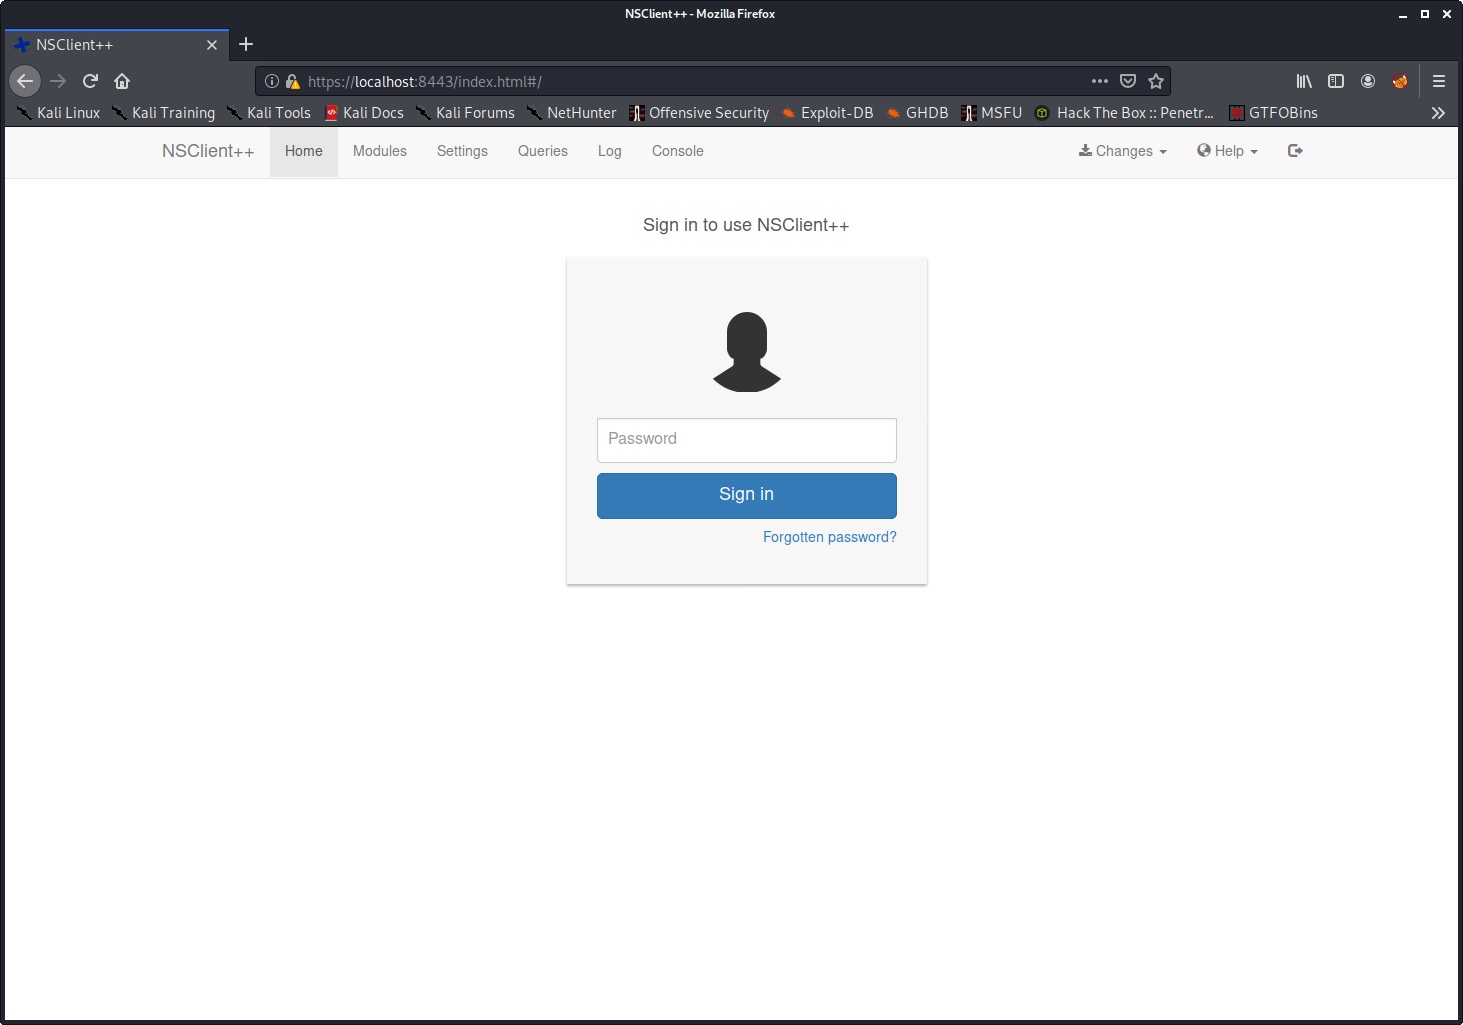 NSClient++ - Mozilla Firefox
NSClient++
https://localhost:8443/index.html#/
Kali Linux Kali Training Kali Tools Kali Docs Kali Forums NetHunter Offensive Security Exploit-DB GHDB MSFU Hack The Box :: Penetr... GTFOBins
NSClient++ Home Modules Settings Queries Log Console Changes Help
Sign in to use NSClient++
Password
Sign in
Forgotten password?